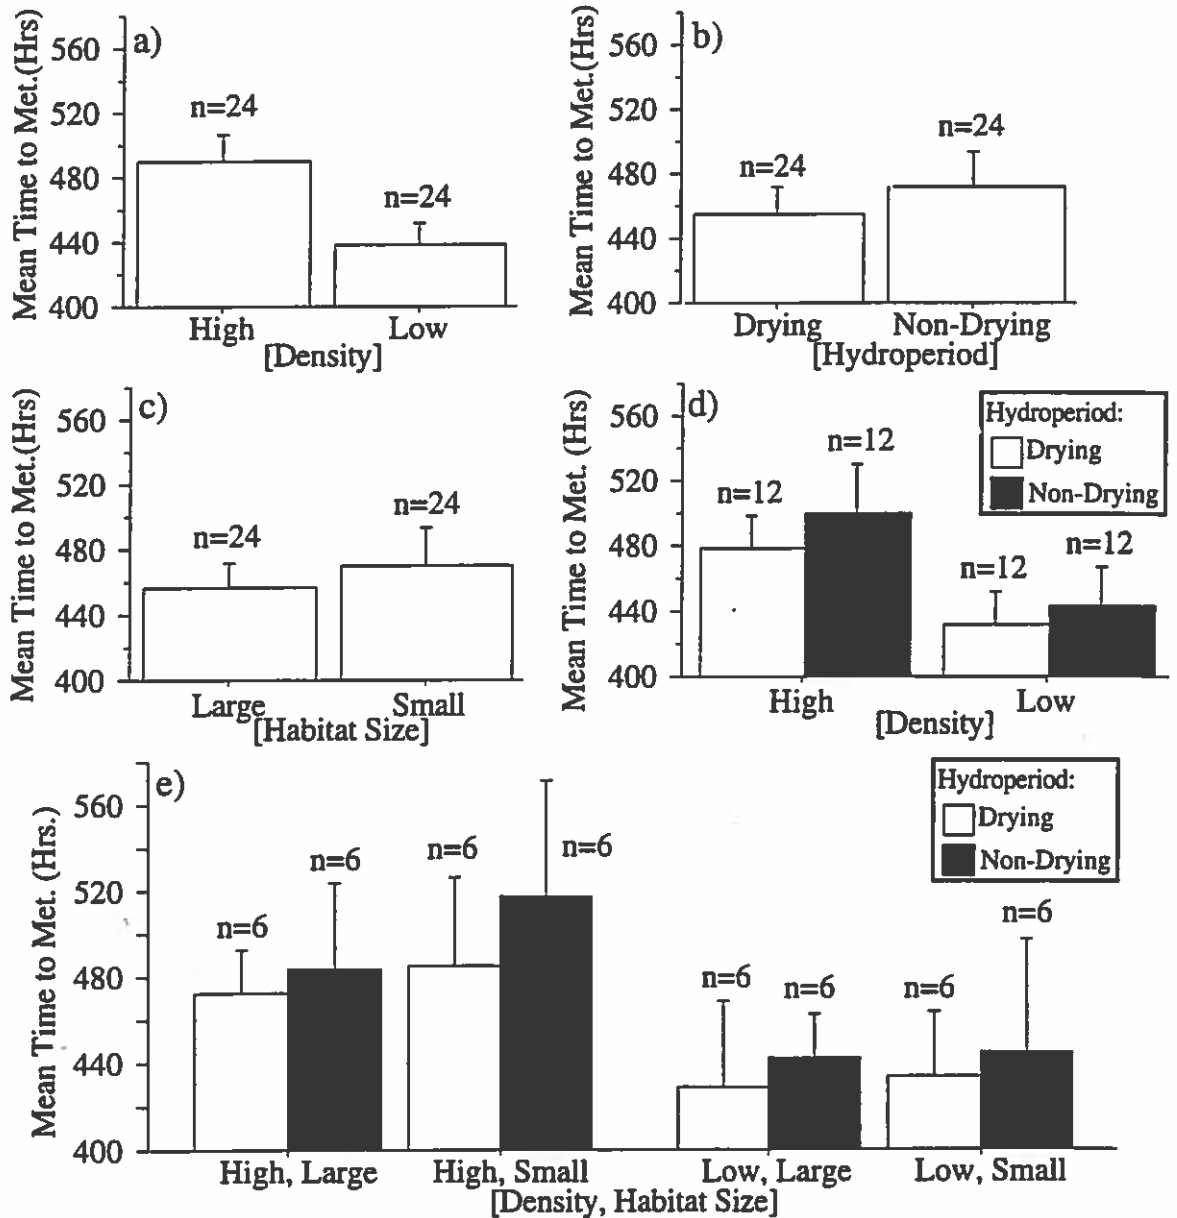 a)
Mean Time to Met.(Hrs)
560
520
480
440
400
n=24
n=24
High
Low
[Density]
b)
Mean Time to Met.(Hrs)
560
520
480
440
400
n=24
n=24
Drying
Non-Drying
[Hydroperiod]
c)
Mean Time to Met.(Hrs)
560
520
480
440
400
n=24
n=24
Large
Small
[Habitat Size]
d)
Mean Time to Met. (Hrs)
560
520
480
440
400
Hydroperiod:
Drying
Non-Drying
n=12
n=12
n=12
n=12
High
Low
[Density]
e)
Mean Time to Met. (Hrs.)
560
520
480
440
400
Hydroperiod:
Drying
Non-Drying
n=6
n=6
n=6
n=6
n=6
n=6
n=6
n=6
High, Large
High, Small
Low, Large
Low, Small
[Density, Habitat Size]